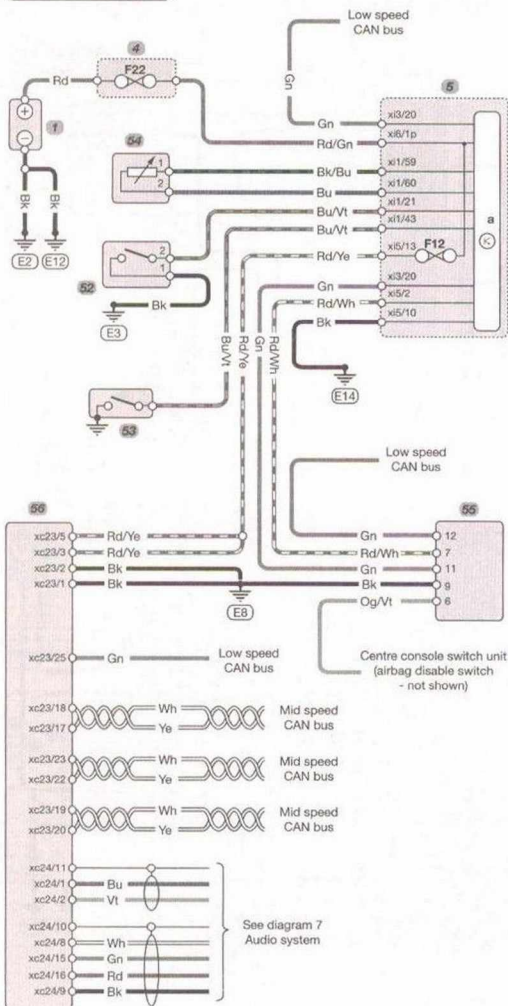 Low speed
CAN bus
4
F22
Rd
Gn
5
1
54
xi3/20
Gn
xi6/1p
Rd/Gn
xi1/59
Bk/Bu
1
xi1/60
Bu
2
xi1/21
Bu/Vt
xi1/43
Bu/Vt
a
K
xi5/13
Rd/Ye
F12
Bk
Bk
E2
E12
2
1
52
Bk
E3
xi3/20
Gn
xi5/2
Rd/Wh
xi5/10
Bk
Bu/Vt
Rd/Ye
Gn
Rd/Wh
E14
53
Low speed
CAN bus
56
55
xc23/5
Rd/Ye
Gn
12
xc23/3
Rd/Ye
Rd/Wh
7
xc23/2
Bk
Gn
11
xc23/1
Bk
Bk
9
E8
Og/Vt
6
xc23/25
Gn
Low speed
CAN bus
Centre console switch unit
(airbag disable switch
- not shown)
xc23/18
Wh
Mid speed
CAN bus
xc23/17
Ye
xc23/23
Wh
Mid speed
CAN bus
xc23/22
Ye
xc23/19
Wh
Mid speed
CAN bus
xc23/20
Ye
xc24/11
xc24/1
Bu
xc24/2
Vt
xc24/10
xc24/8
Wh
xc24/15
Gn
xc24/16
Rd
xc24/9
Bk
See diagram 7
Audio system